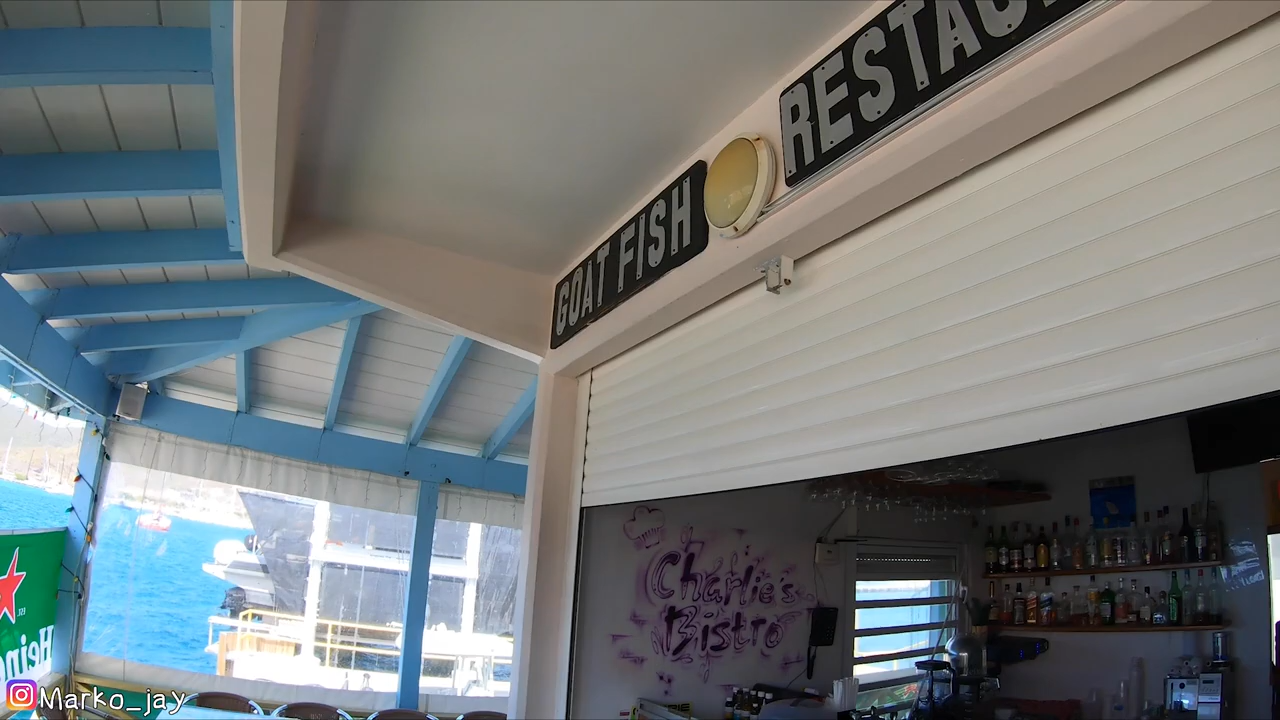 GOAT FISH
RESTAU
Charlie's
Bistro
Hein
Marko_jay